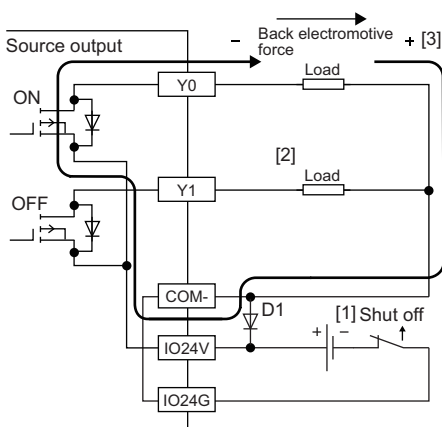 Back electromotive
force
- + [3]
Source output
Y0
Load
ON
[2]
Y1
Load
OFF
COM-
D1
[1] Shut off
+ −
IO24V
IO24G